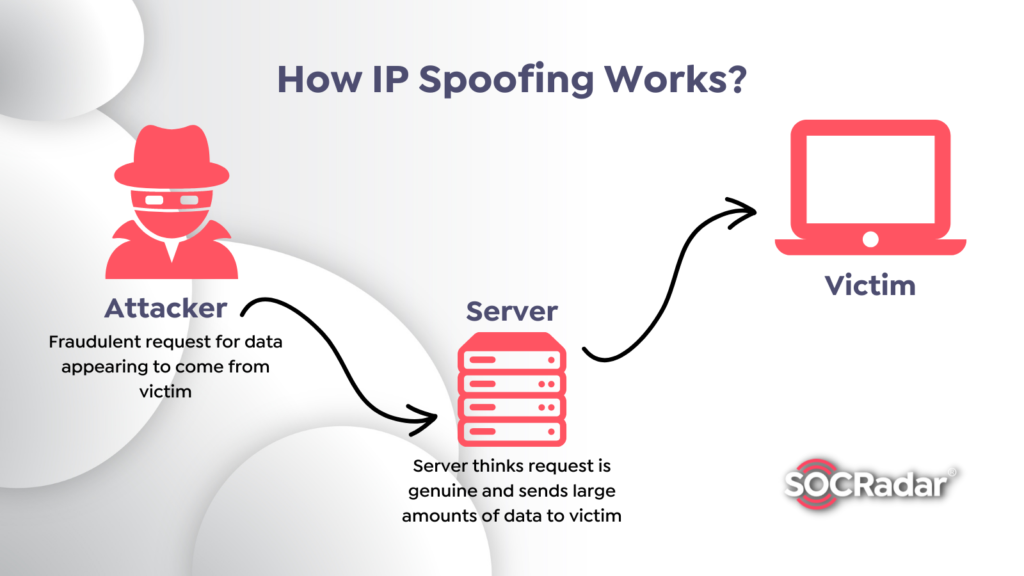 How IP Spoofing Works?
Attacker
Fraudulent request for data
appearing to come from
victim
Server
Server thinks request is
genuine and sends large
amounts of data to victim
Victim
SOCRadar®